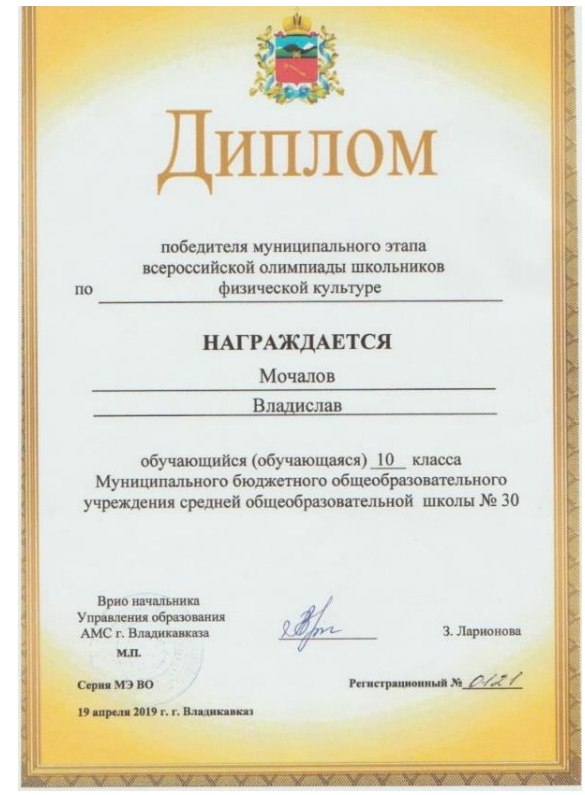 Диплом
победителя муниципального этапа
всероссийской олимпиады школьников
по физической культуре
НАГРАЖДАЕТСЯ
Мочалов
Владислав
обучающийся (обучающаяся) 10 класса
Муниципального бюджетного общеобразовательного
учреждения средней общеобразовательной школы № 30
Врио начальника
Управления образования
АМС г. Владикавказа
З. Ларионова
М.П.
Серия МЭ ВО
Регистрационный № 0121
19 апреля 2019 г. г. Владикавказ